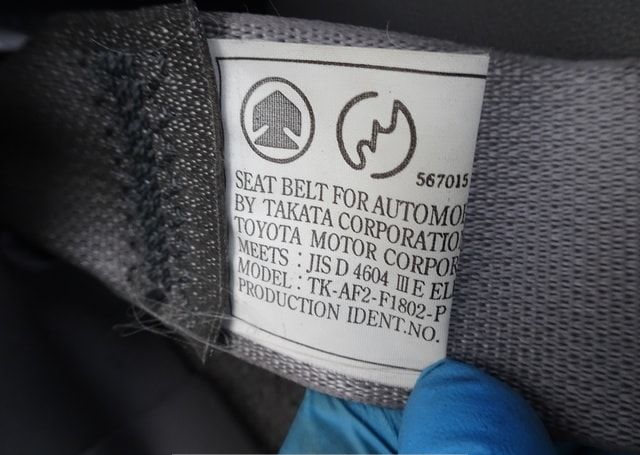 567015
SEAT BELT FOR AUTOMO
BY TAKATA CORPORATIO
TOYOTA MOTOR CORPOR
MEETS : JIS D 4604 III E EL
MODEL : TK-AF2-F1802-P
PRODUCTION IDENT.NO.